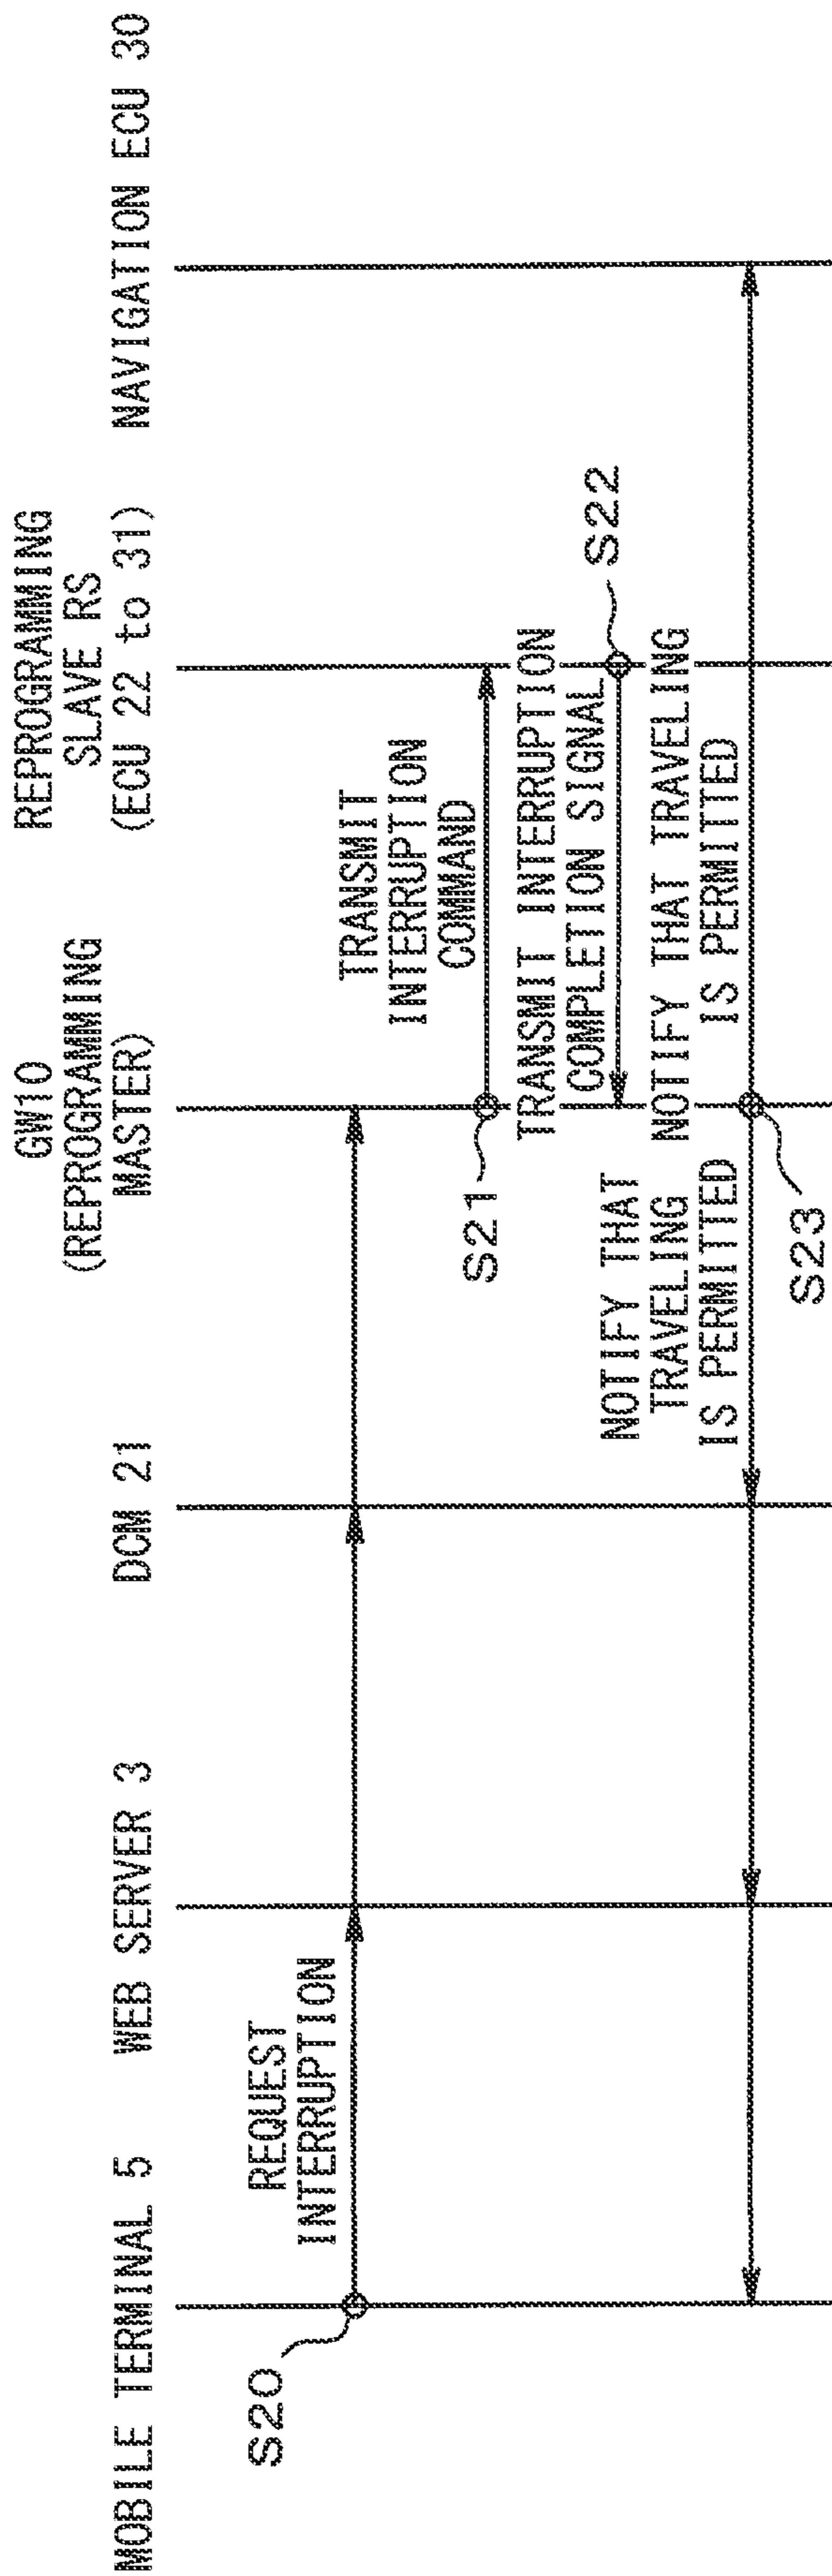 MOBILE TERMINAL 5
WEB SERVER 3
DCM 21
GW10
(REPROGRAMMING
MASTER)
REPROGRAMMING
SLAVE RS
(ECU 22 to 31)
NAVIGATION ECU 30
S20
REQUEST
INTERRUPTION
TRANSMIT
INTERRUPTION
COMMAND
S21
TRANSMIT INTERRUPTION
COMPLETION SIGNAL
S22
NOTIFY THAT
TRAVELING
IS PERMITTED
NOTIFY THAT TRAVELING
IS PERMITTED
S23